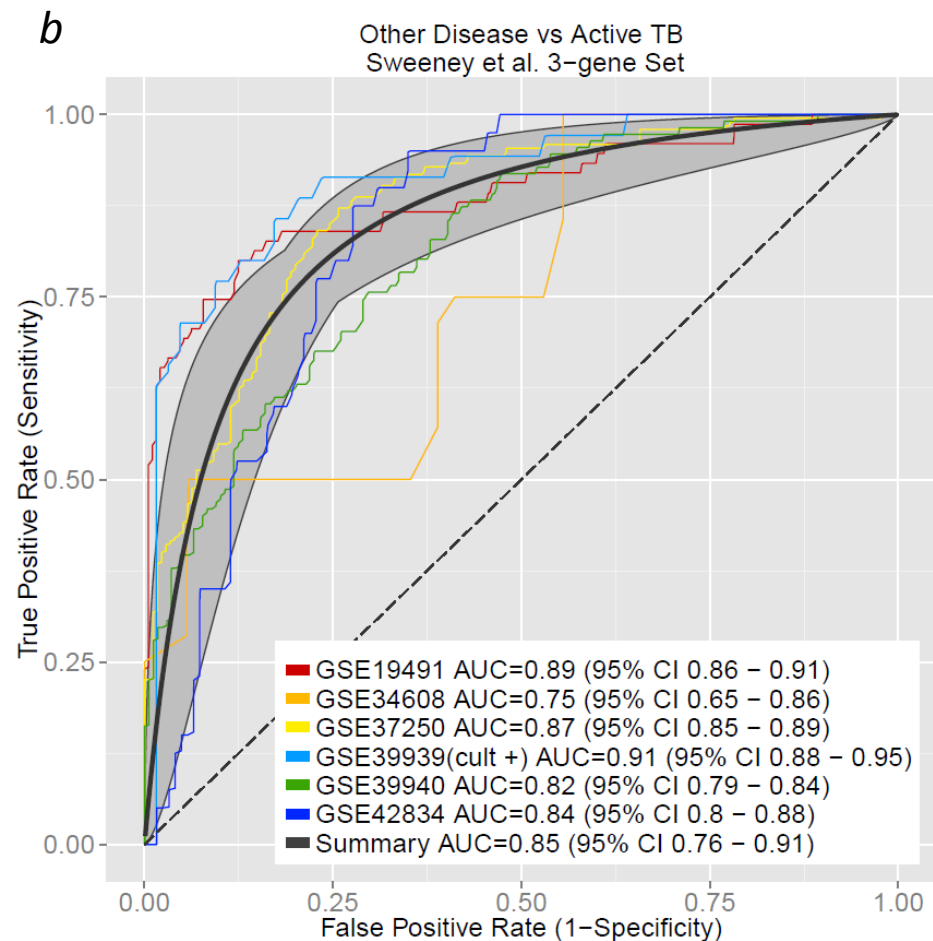 b
Other Disease vs Active TB
Sweeney et al. 3−gene Set
True Positive Rate (Sensitivity)
1.00
0.75
0.50
0.25
0.00
GSE19491 AUC=0.89 (95% CI 0.86 − 0.91)
GSE34608 AUC=0.75 (95% CI 0.65 − 0.86)
GSE37250 AUC=0.87 (95% CI 0.85 − 0.89)
GSE39939(cult +) AUC=0.91 (95% CI 0.88 − 0.95)
GSE39940 AUC=0.82 (95% CI 0.79 − 0.84)
GSE42834 AUC=0.84 (95% CI 0.8 − 0.88)
Summary AUC=0.85 (95% CI 0.76 − 0.91)
0.00 0.25 0.50 0.75 1.00
False Positive Rate (1−Specificity)